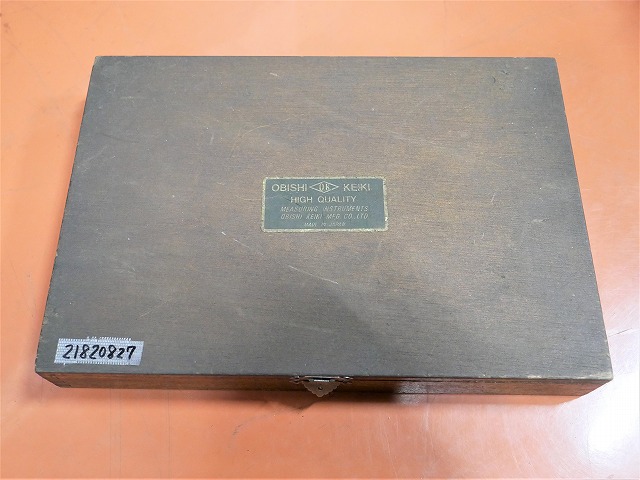 OBISHI OK KEIKI
HIGH QUALITY
MEASURING INSTRUMENTS
OBISHI KEIKI MFG. CO., LTD.
MADE IN JAPAN
21820827